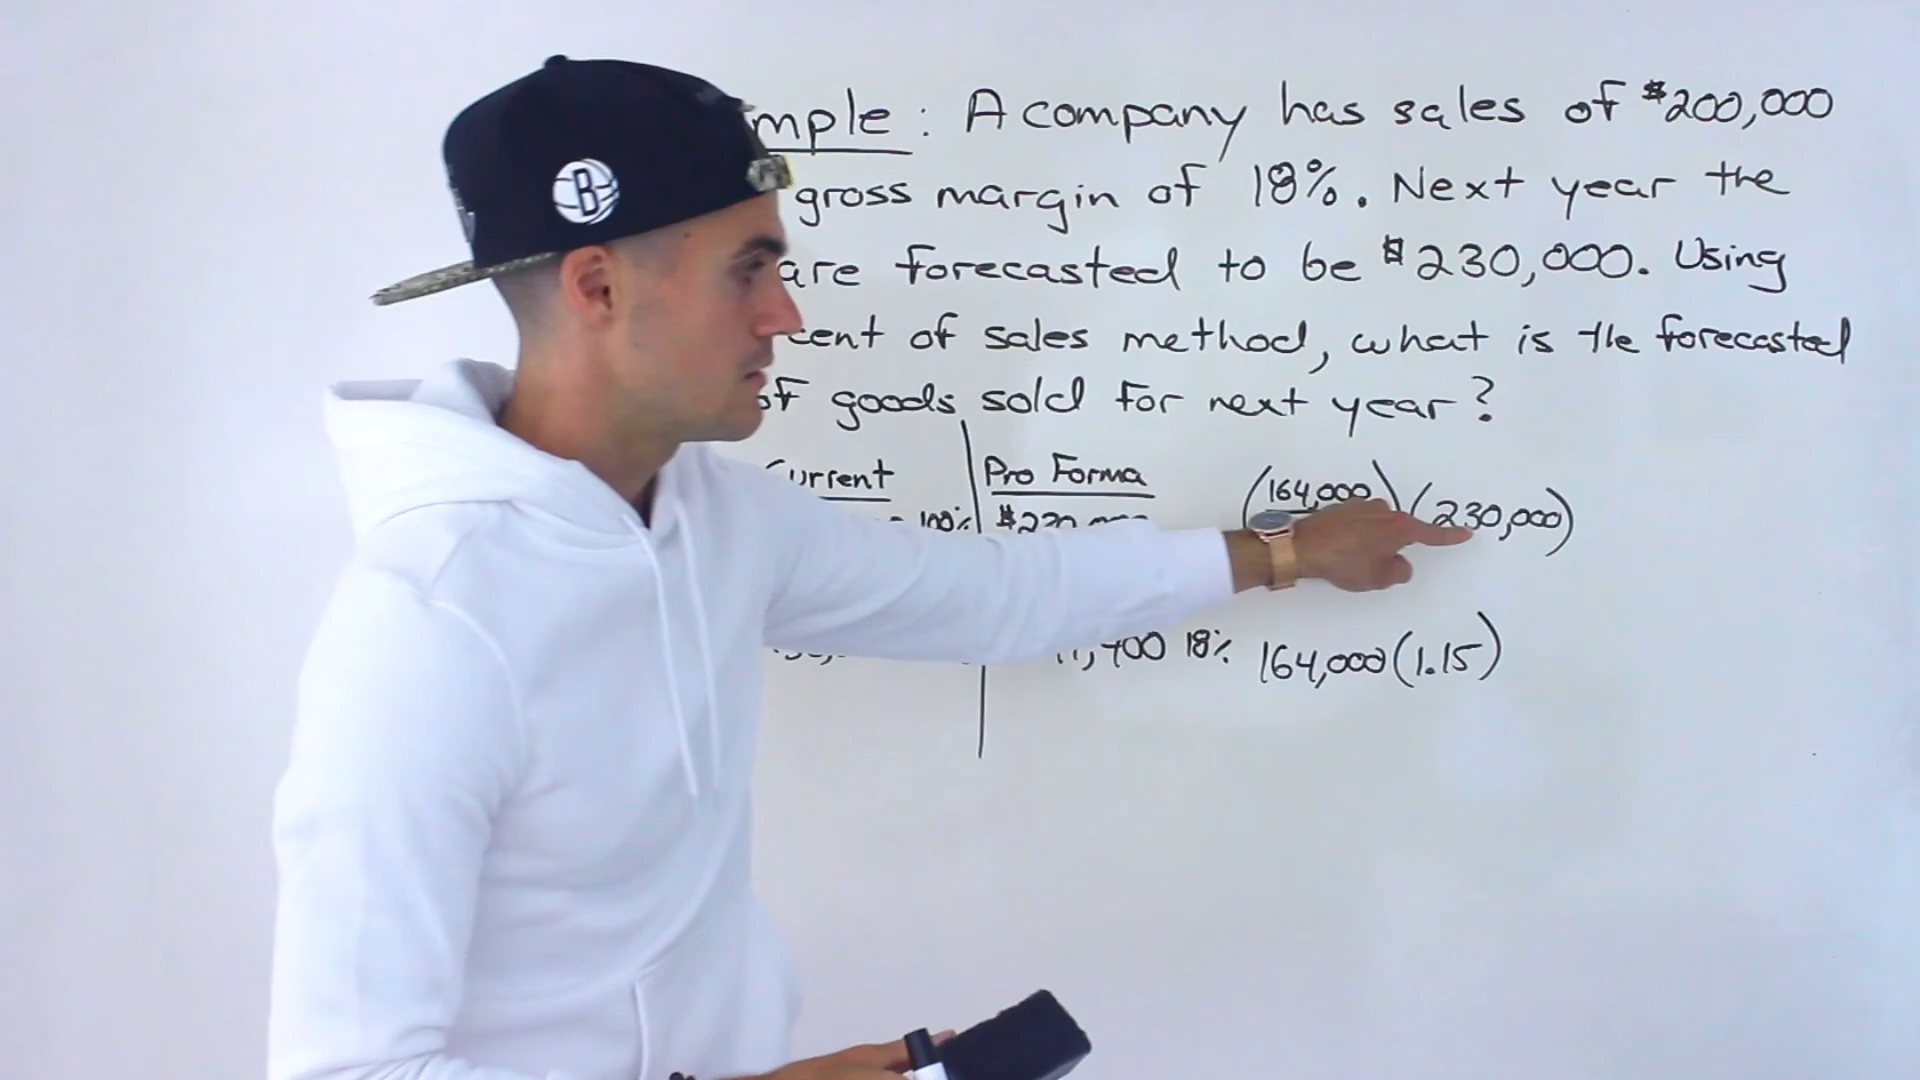 mple : A company has sales of $200,000
gross margin of 18%. Next year the
are forecasted to be $230,000. Using
cent of sales method, what is the forecasted
of goods sold for next year?
Current
Pro Forma
(164,000)(230,000)
100%
18%
164,000(1.15)
B